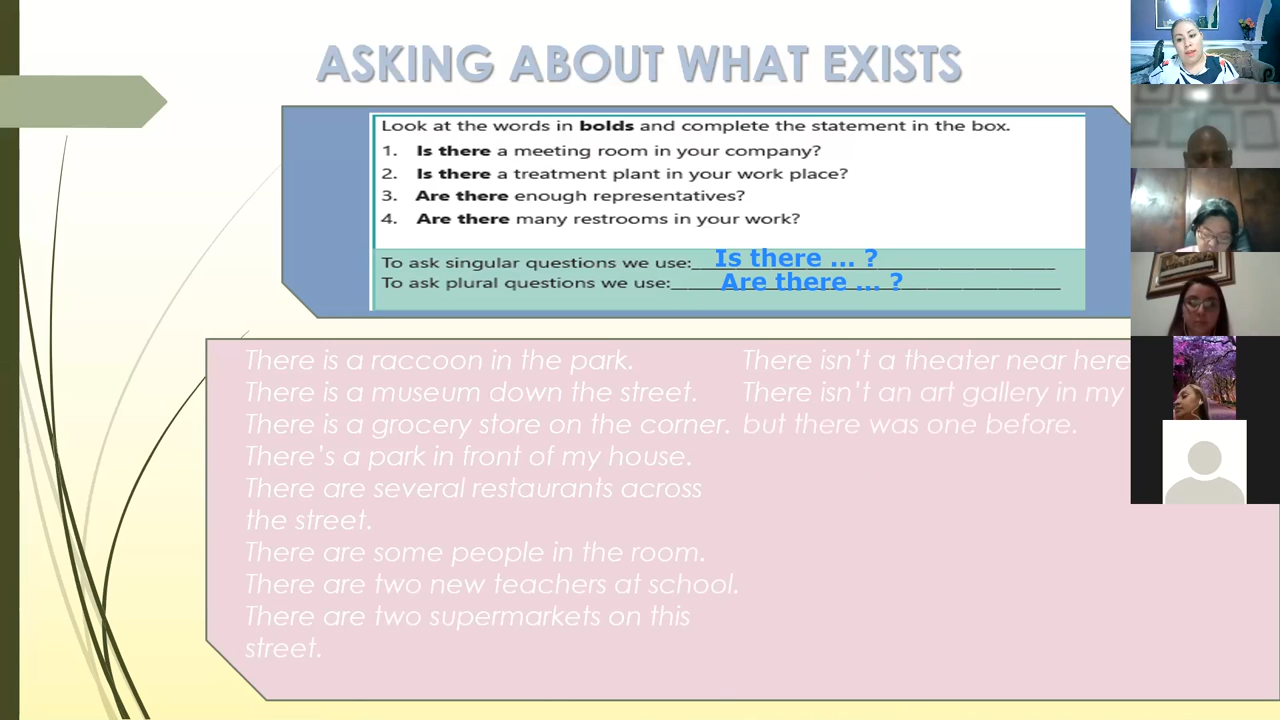 ASKING ABOUT WHAT EXISTS
Look at the words in bolds and complete the statement in the box.
1. Is there a meeting room in your company?
2. Is there a treatment plant in your work place?
3. Are there enough representatives?
4. Are there many restrooms in your work?
To ask singular questions we use: Is there ... ?
To ask plural questions we use: Are there ... ?
There is a raccoon in the park.
There is a museum down the street.
There is a grocery store on the corner.
There’s a park in front of my house.
There are several restaurants across
the street.
There are some people in the room.
There are two new teachers at school.
There are two supermarkets on this
street.
There isn’t a theater near here
There isn’t an art gallery in my
but there was one before.